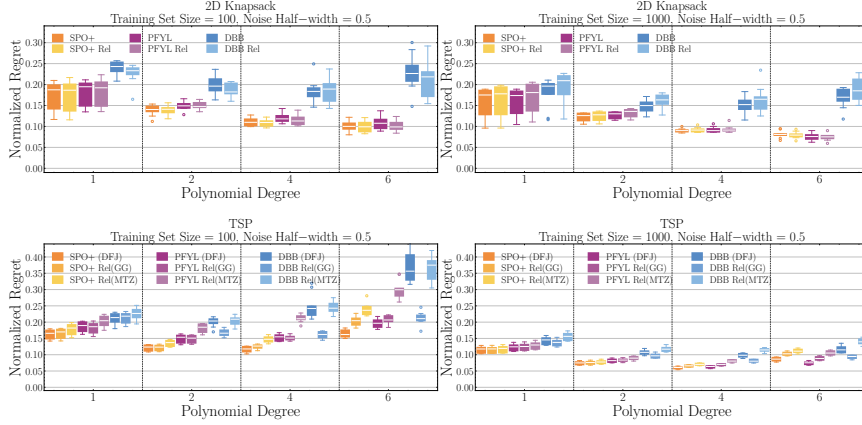 2D Knapsack
Training Set Size = 100, Noise Half−width = 0.5
SPO+ PFYL DBB
SPO+ Rel PFYL Rel DBB Rel
Normalized Regret
0.30
0.25
0.20
0.15
0.10
0.05
0.00
1 2 4 6
Polynomial Degree
2D Knapsack
Training Set Size = 1000, Noise Half−width = 0.5
SPO+ PFYL DBB
SPO+ Rel PFYL Rel DBB Rel
Normalized Regret
0.30
0.25
0.20
0.15
0.10
0.05
0.00
1 2 4 6
Polynomial Degree
TSP
Training Set Size = 100, Noise Half−width = 0.5
SPO+ (DFJ) PFYL (DFJ) DBB (DFJ)
SPO+ Rel(GG) PFYL Rel(GG) DBB Rel(GG)
SPO+ Rel(MTZ) PFYL Rel(MTZ) DBB Rel(MTZ)
Normalized Regret
0.40
0.35
0.30
0.25
0.20
0.15
0.10
0.05
0.00
1 2 4 6
Polynomial Degree
TSP
Training Set Size = 1000, Noise Half−width = 0.5
SPO+ (DFJ) PFYL (DFJ) DBB (DFJ)
SPO+ Rel(GG) PFYL Rel(GG) DBB Rel(GG)
SPO+ Rel(MTZ) PFYL Rel(MTZ) DBB Rel(MTZ)
Normalized Regret
0.40
0.35
0.30
0.25
0.20
0.15
0.10
0.05
0.00
1 2 4 6
Polynomial Degree